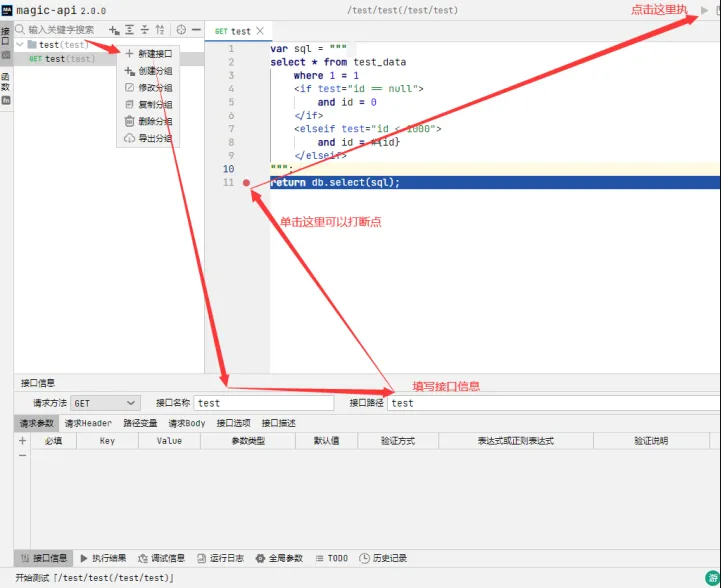 magic-api 2.0.0
/test/test(/test/test)
点击这里执
接口
函数
输入关键字搜索
test(test)
GET test(test)
新建接口
创建分组
修改分组
复制分组
删除分组
导出分组
GET test
1 var sql = """
2 select * from test_data
3 where 1 = 1
4 <if test="id == null">
5 and id = 0
6 </if>
7 <elseif test="id < 1000">
8 and id = #{id}
9 </elseif>
10 """;
11 return db.select(sql);
单击这里可以打断点
填写接口信息
接口信息
请求方法 GET 接口名称 test 接口路径 test
请求参数 请求Header 路径变量 请求Body 接口选项 接口描述
必填 Key Value 参数类型 默认值 验证方式 表达式或正则表达式 验证说明
接口信息 执行结果 调试信息 运行日志 全局参数 TODO 历史记录
开始测试「/test/test(/test/test)」
游